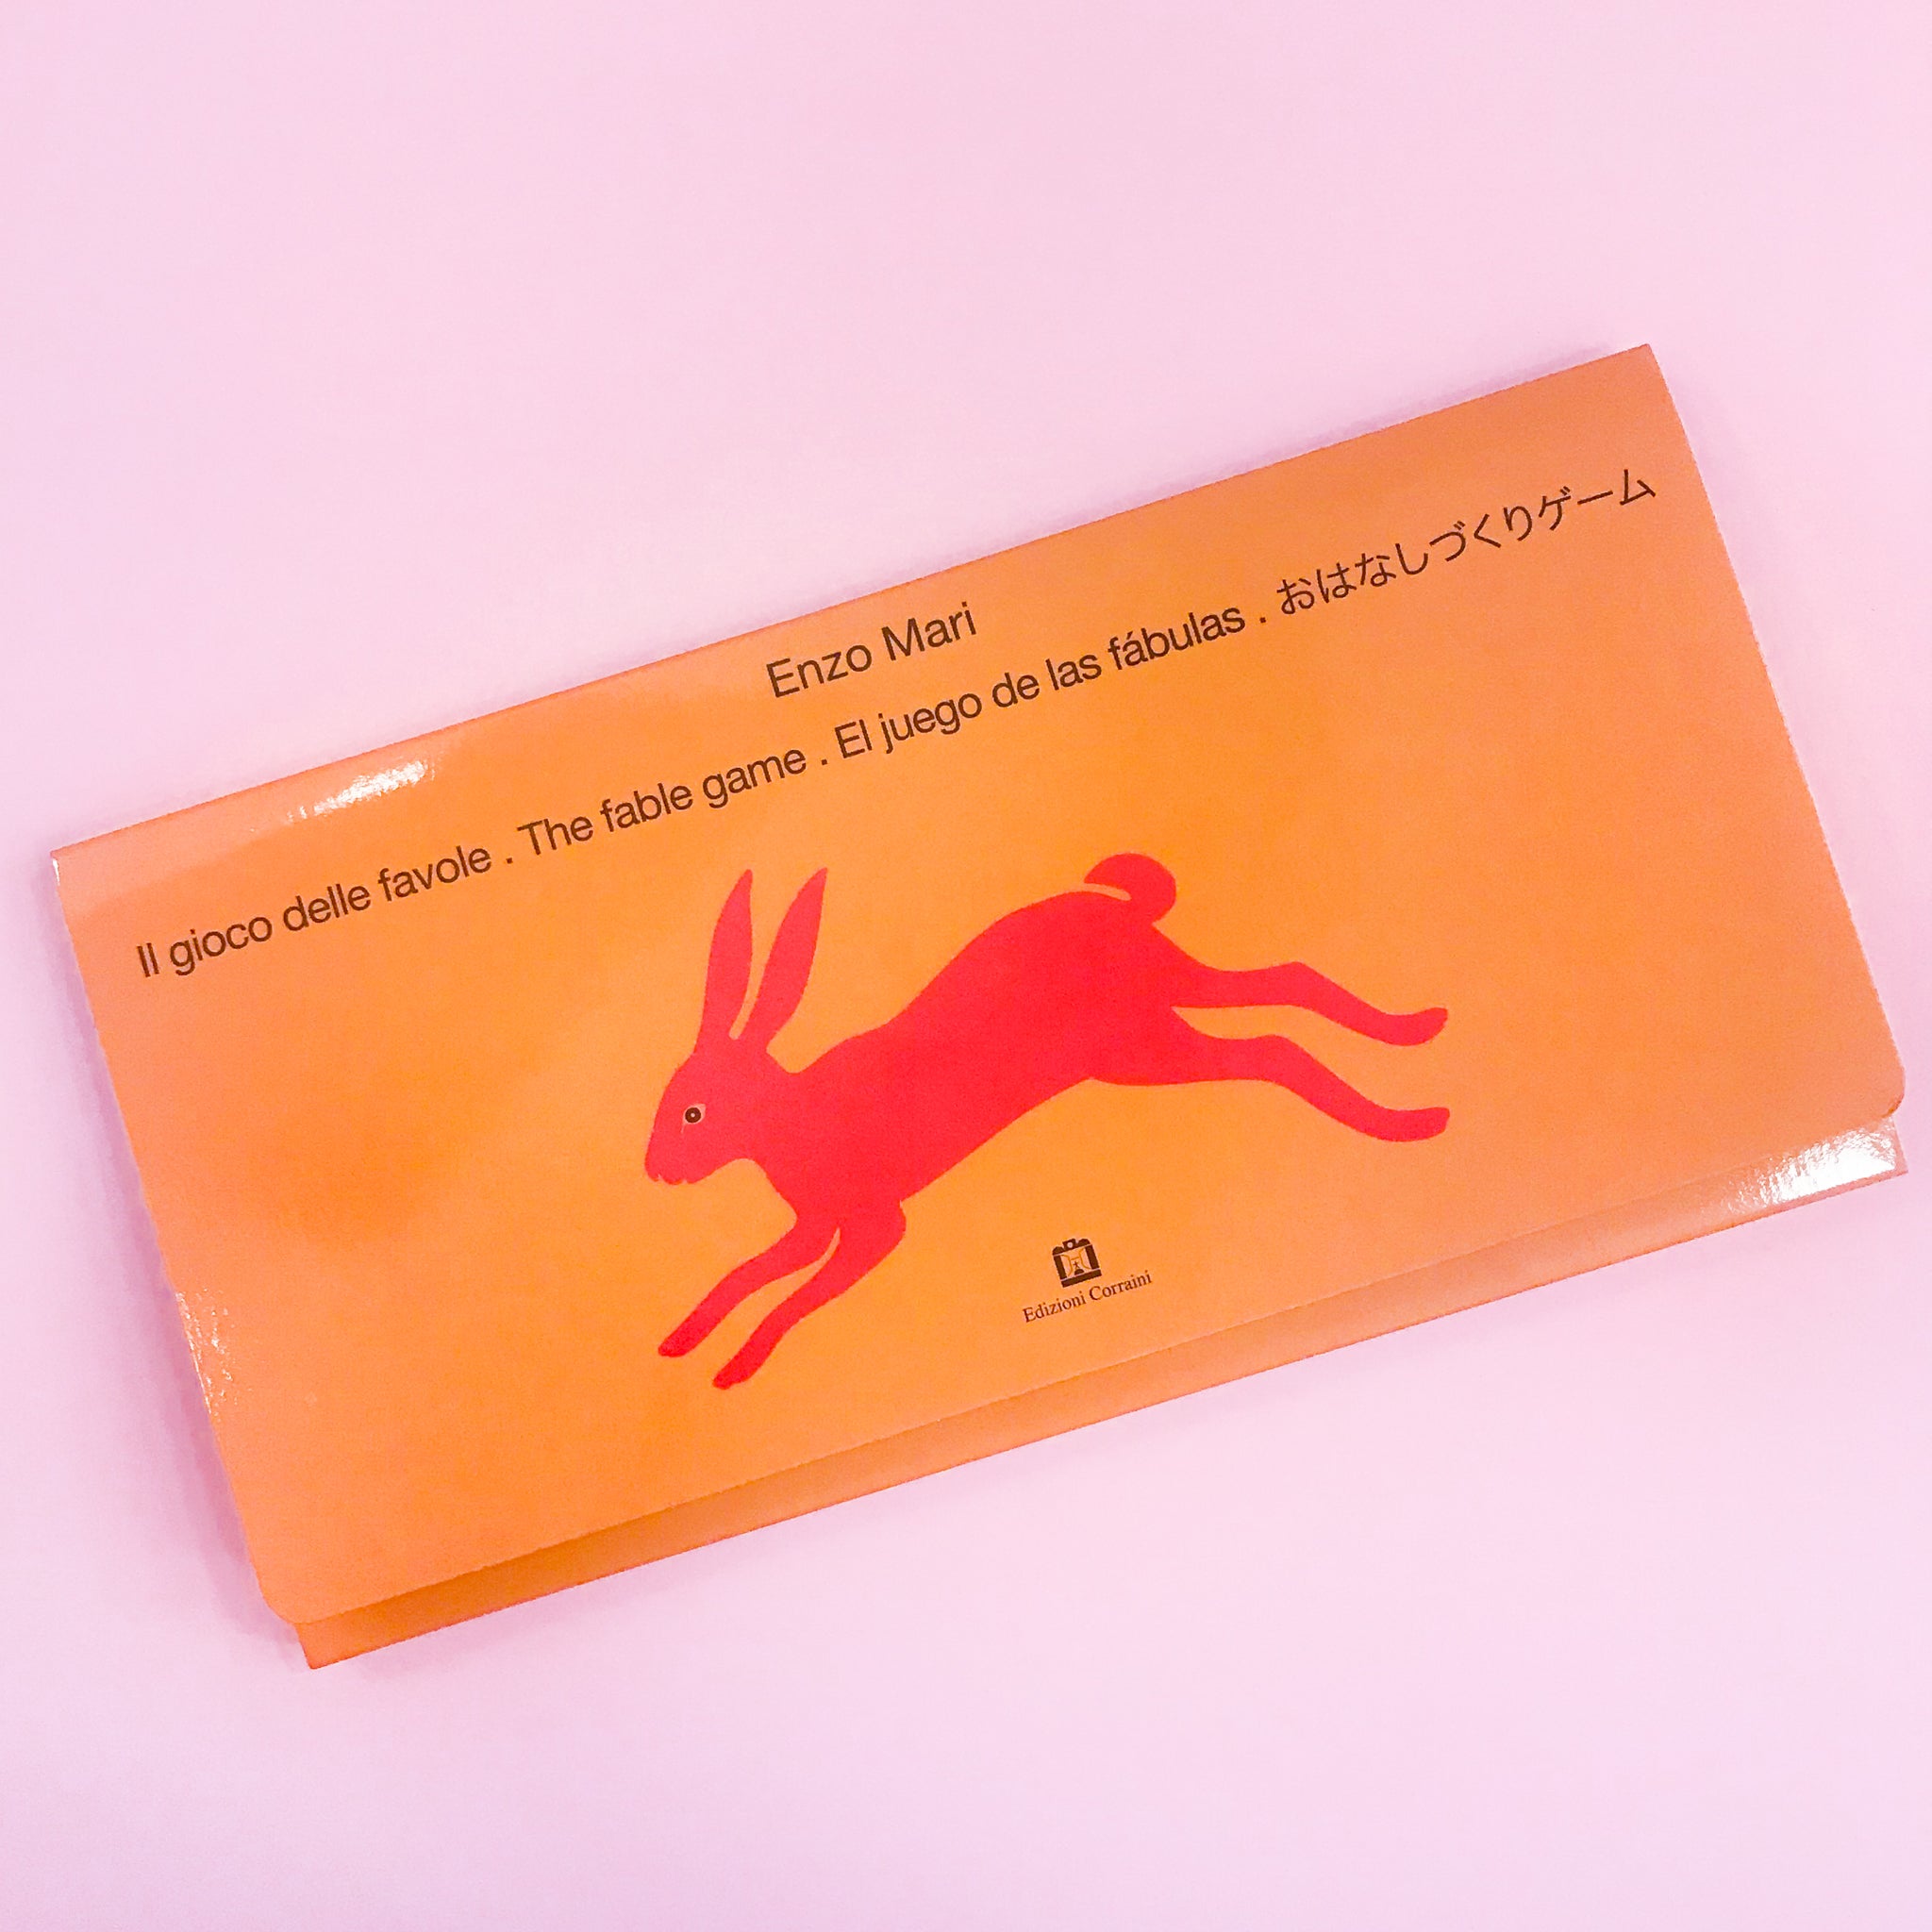 Enzo Mari
Il gioco delle favole . The fable game . El juego de las fábulas . おはなしづくりゲーム
Edizioni Corraini